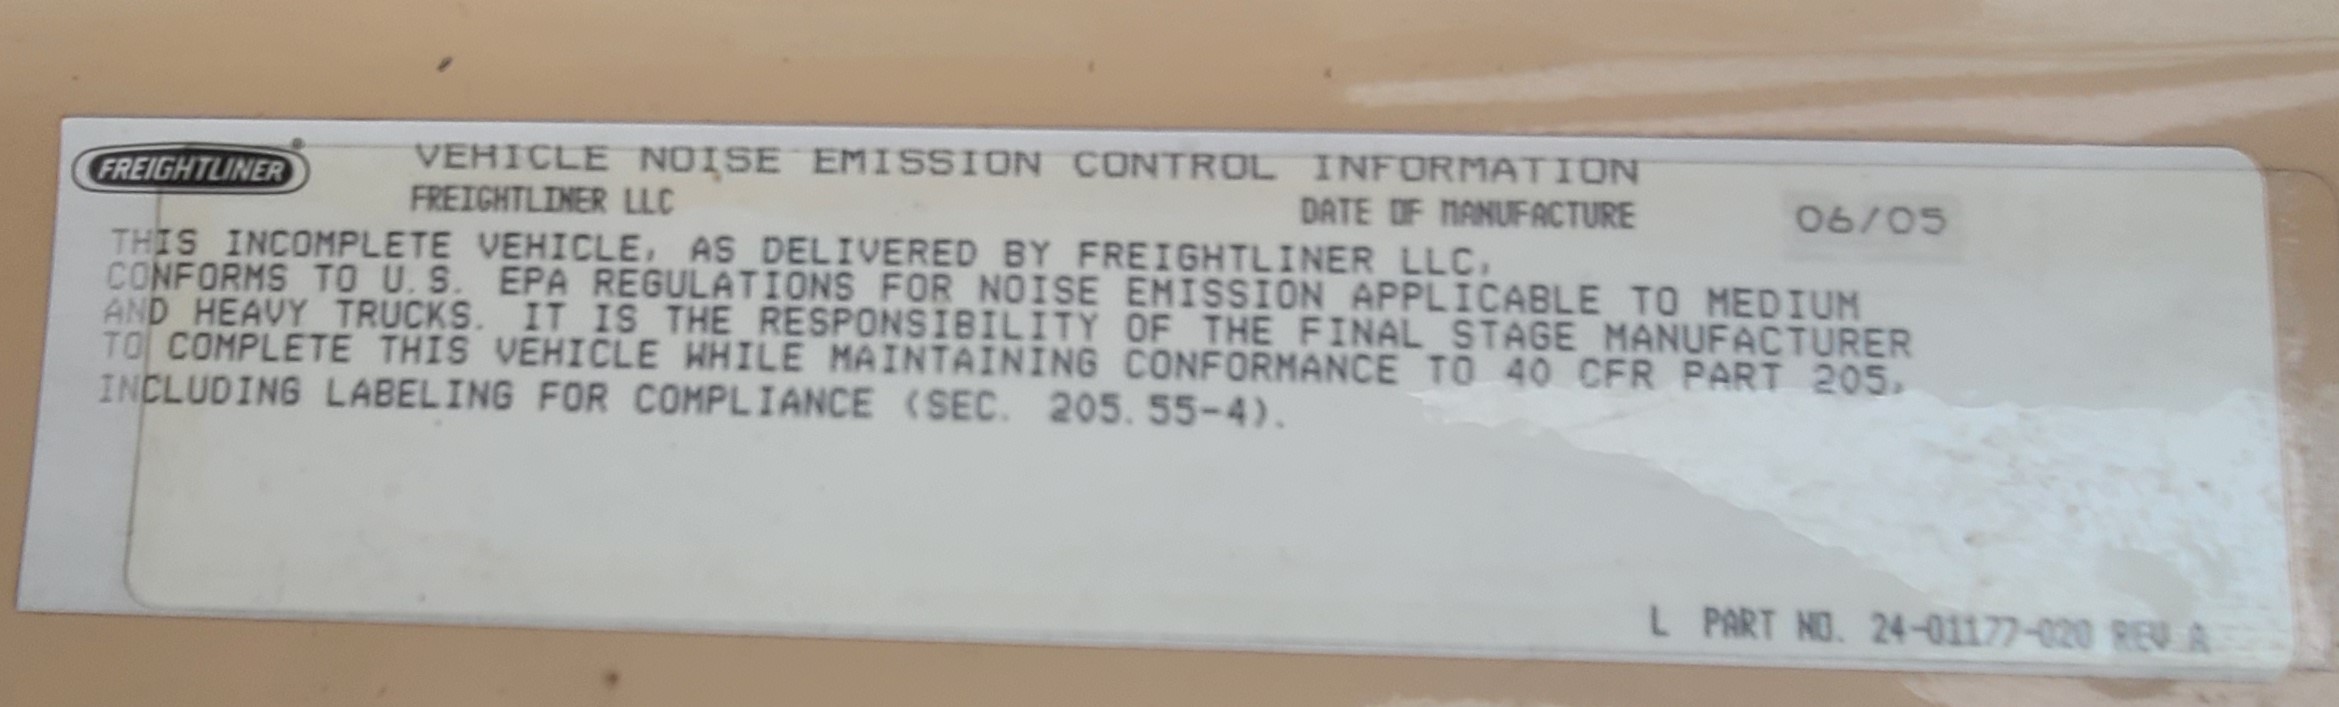 FREIGHTLINER®
VEHICLE NOISE EMISSION CONTROL INFORMATION
FREIGHTLINER LLC DATE OF MANUFACTURE 06/05
THIS INCOMPLETE VEHICLE, AS DELIVERED BY FREIGHTLINER LLC,
CONFORMS TO U.S. EPA REGULATIONS FOR NOISE EMISSION APPLICABLE TO MEDIUM
AND HEAVY TRUCKS. IT IS THE RESPONSIBILITY OF THE FINAL STAGE MANUFACTURER
TO COMPLETE THIS VEHICLE WHILE MAINTAINING CONFORMANCE TO 40 CFR PART 205,
INCLUDING LABELING FOR COMPLIANCE (SEC. 205.55-4).
L PART NO. 24-01177-020 REV A